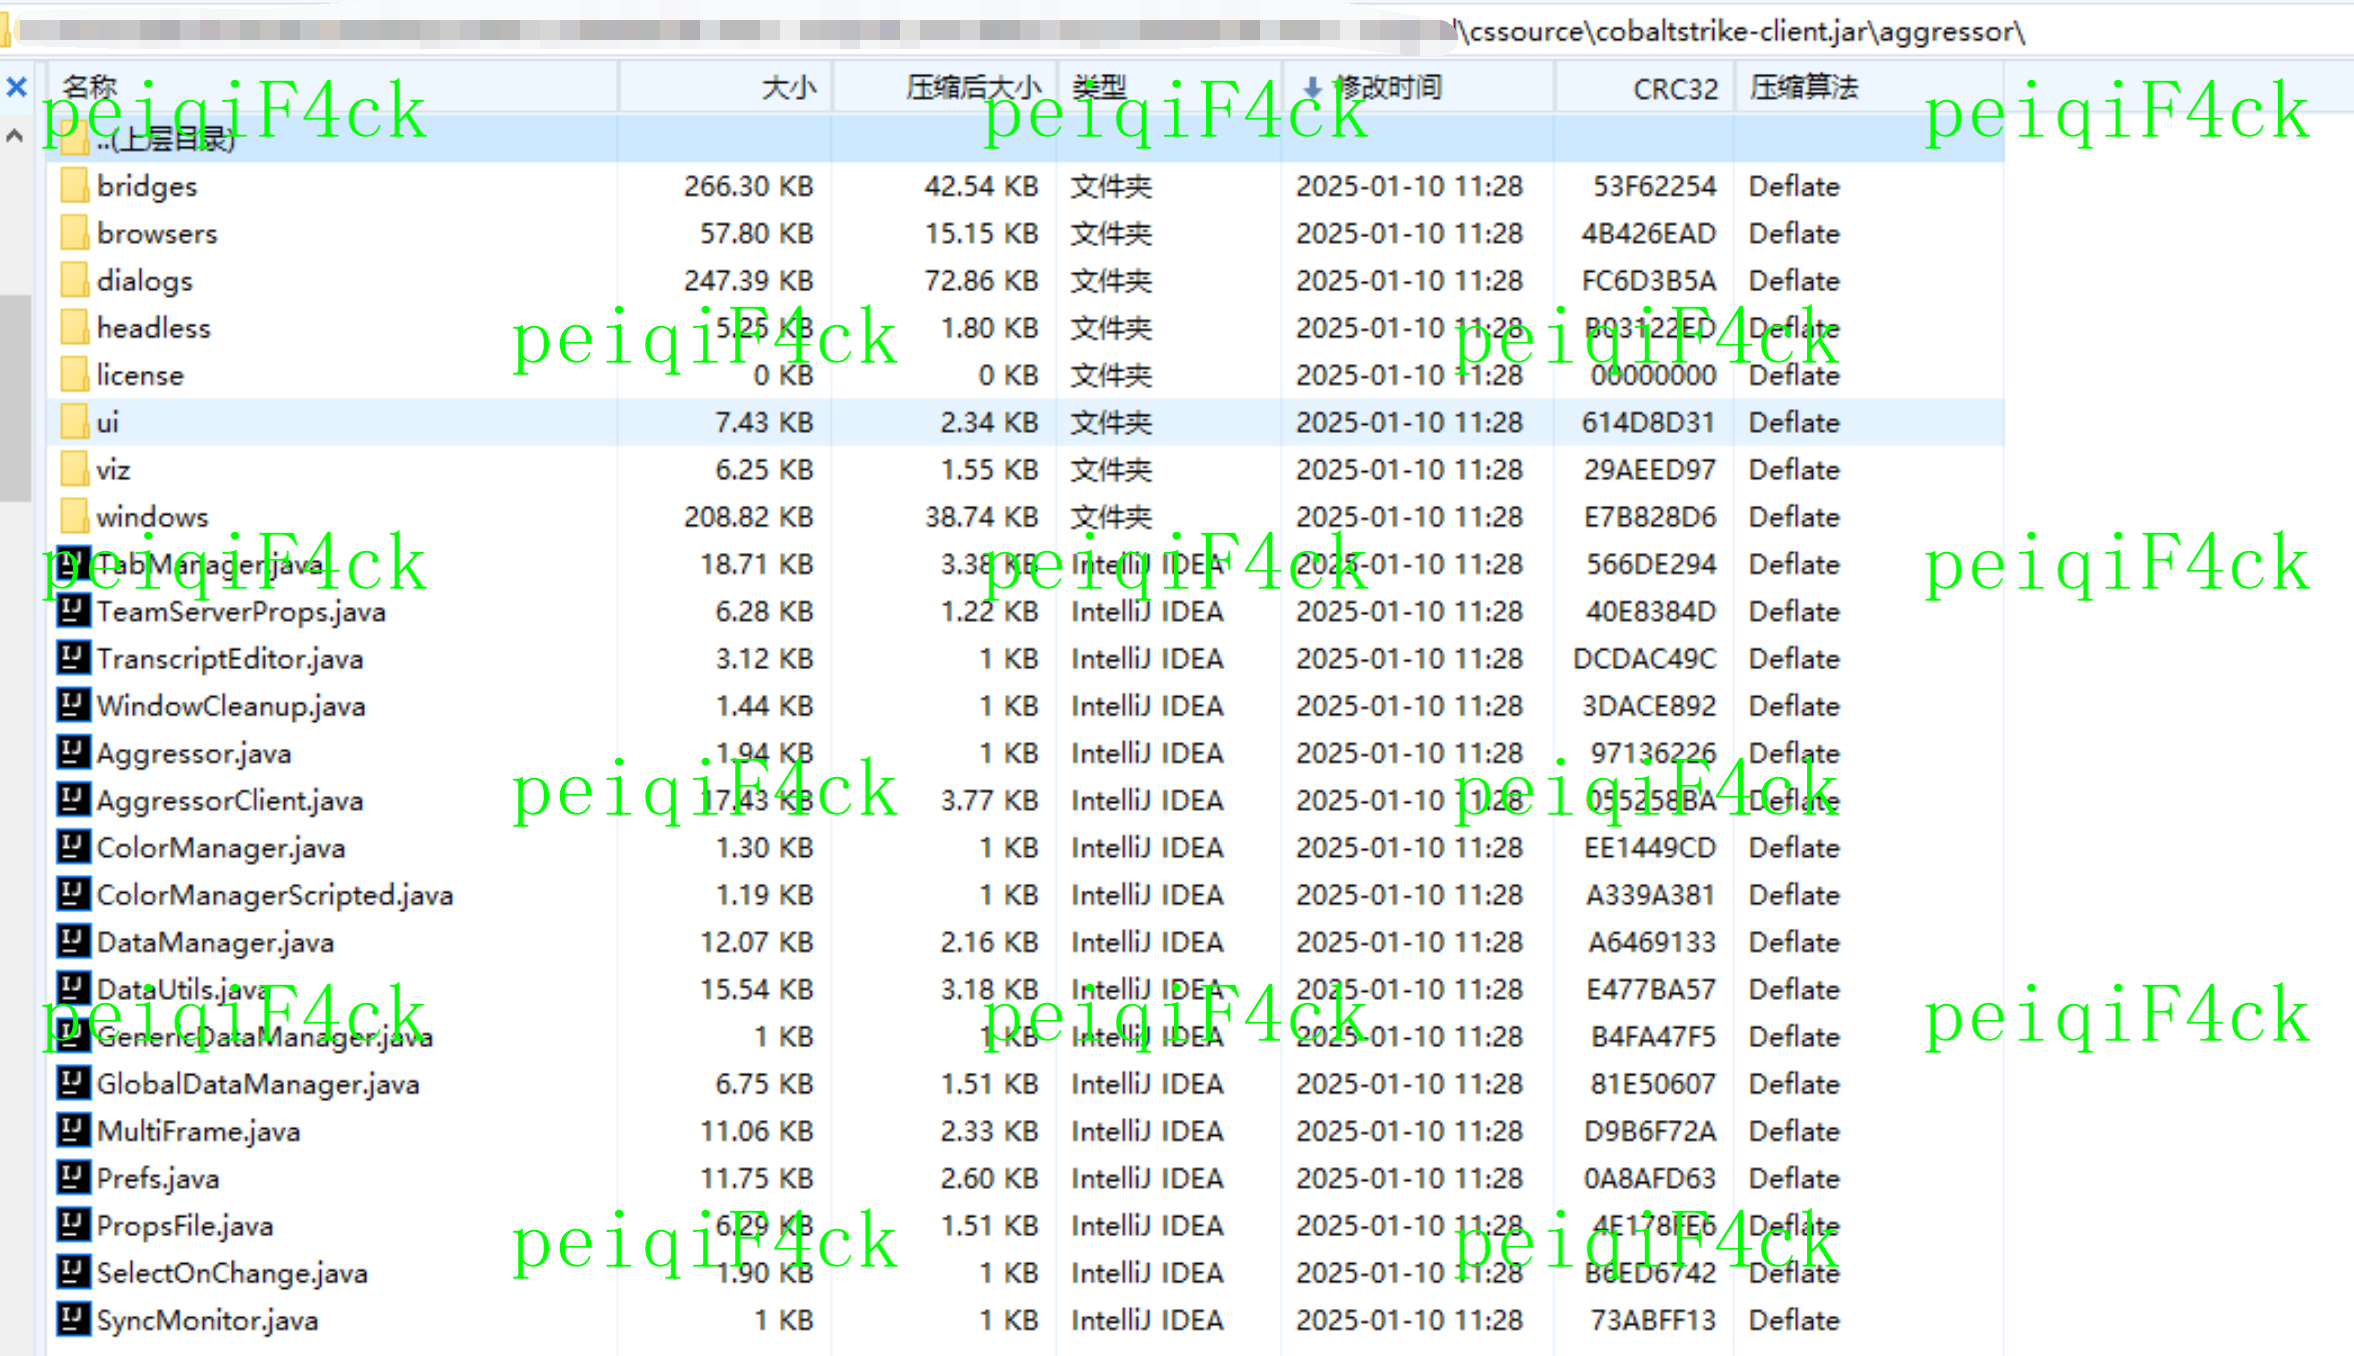 \cssource\cobaltstrike-client.jar\aggressor\
名称 大小 压缩后大小 类型 修改时间 CRC32 压缩算法
..(上层目录)
bridges 266.30 KB 42.54 KB 文件夹 2025-01-10 11:28 53F62254 Deflate
browsers 57.80 KB 15.15 KB 文件夹 2025-01-10 11:28 4B426EAD Deflate
dialogs 247.39 KB 72.86 KB 文件夹 2025-01-10 11:28 FC6D3B5A Deflate
headless 5.25 KB 1.80 KB 文件夹 2025-01-10 11:28 B03122ED Deflate
license 0 KB 0 KB 文件夹 2025-01-10 11:28 00000000 Deflate
ui 7.43 KB 2.34 KB 文件夹 2025-01-10 11:28 614D8D31 Deflate
viz 6.25 KB 1.55 KB 文件夹 2025-01-10 11:28 29AEED97 Deflate
windows 208.82 KB 38.74 KB 文件夹 2025-01-10 11:28 E7B828D6 Deflate
TabManager.java 18.71 KB 3.38 KB IntelliJ IDEA 2025-01-10 11:28 566DE294 Deflate
TeamServerProps.java 6.28 KB 1.22 KB IntelliJ IDEA 2025-01-10 11:28 40E8384D Deflate
TranscriptEditor.java 3.12 KB 1 KB IntelliJ IDEA 2025-01-10 11:28 DCDAC49C Deflate
WindowCleanup.java 1.44 KB 1 KB IntelliJ IDEA 2025-01-10 11:28 3DACE892 Deflate
Aggressor.java 1.94 KB 1 KB IntelliJ IDEA 2025-01-10 11:28 97136226 Deflate
AggressorClient.java 17.43 KB 3.77 KB IntelliJ IDEA 2025-01-10 11:28 055258BA Deflate
ColorManager.java 1.30 KB 1 KB IntelliJ IDEA 2025-01-10 11:28 EE1449CD Deflate
ColorManagerScripted.java 1.19 KB 1 KB IntelliJ IDEA 2025-01-10 11:28 A339A381 Deflate
DataManager.java 12.07 KB 2.16 KB IntelliJ IDEA 2025-01-10 11:28 A6469133 Deflate
DataUtils.java 15.54 KB 3.18 KB IntelliJ IDEA 2025-01-10 11:28 E477BA57 Deflate
GenericDataManager.java 1 KB 1 KB IntelliJ IDEA 2025-01-10 11:28 B4FA47F5 Deflate
GlobalDataManager.java 6.75 KB 1.51 KB IntelliJ IDEA 2025-01-10 11:28 81E50607 Deflate
MultiFrame.java 11.06 KB 2.33 KB IntelliJ IDEA 2025-01-10 11:28 D9B6F72A Deflate
Prefs.java 11.75 KB 2.60 KB IntelliJ IDEA 2025-01-10 11:28 0A8AFD63 Deflate
PropsFile.java 6.29 KB 1.51 KB IntelliJ IDEA 2025-01-10 11:28 4E178FE6 Deflate
SelectOnChange.java 1.90 KB 1 KB IntelliJ IDEA 2025-01-10 11:28 B6ED6742 Deflate
SyncMonitor.java 1 KB 1 KB IntelliJ IDEA 2025-01-10 11:28 73ABFF13 Deflate
peiqiF4ck peiqiF4ck peiqiF4ck
peiqiF4ck peiqiF4ck
peiqiF4ck peiqiF4ck peiqiF4ck
peiqiF4ck peiqiF4ck
peiqiF4ck peiqiF4ck peiqiF4ck
peiqiF4ck peiqiF4ck